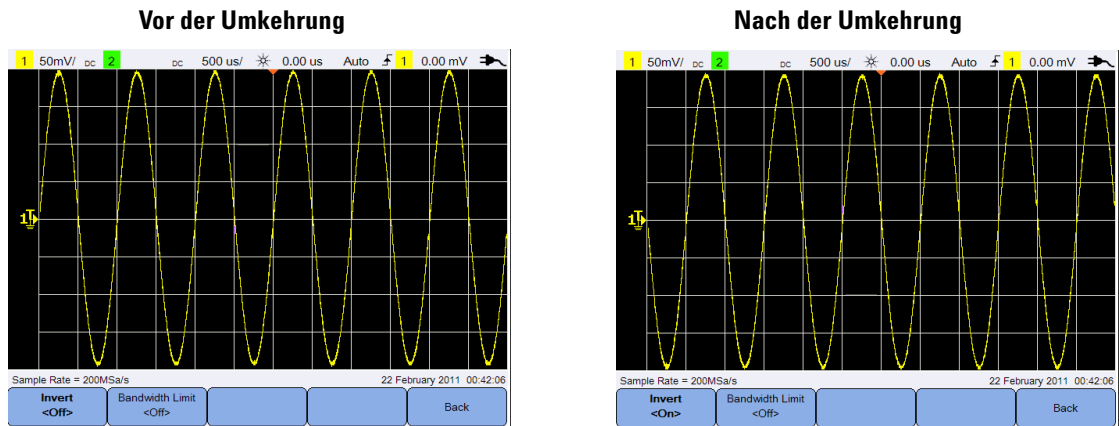 Vor der Umkehrung
1 50mV/ DC 2 DC 500 us/ 0.00 us Auto 1 0.00 mV
1
Sample Rate = 200MSa/s 22 February 2011 00:42:06
Invert Bandwidth Limit
<Off> <Off> Back
Nach der Umkehrung
1 50mV/ DC 2 DC 500 us/ 0.00 us Auto 1 0.00 mV
1
Sample Rate = 200MSa/s 22 February 2011 00:42:06
Invert Bandwidth Limit
<On> <Off> Back